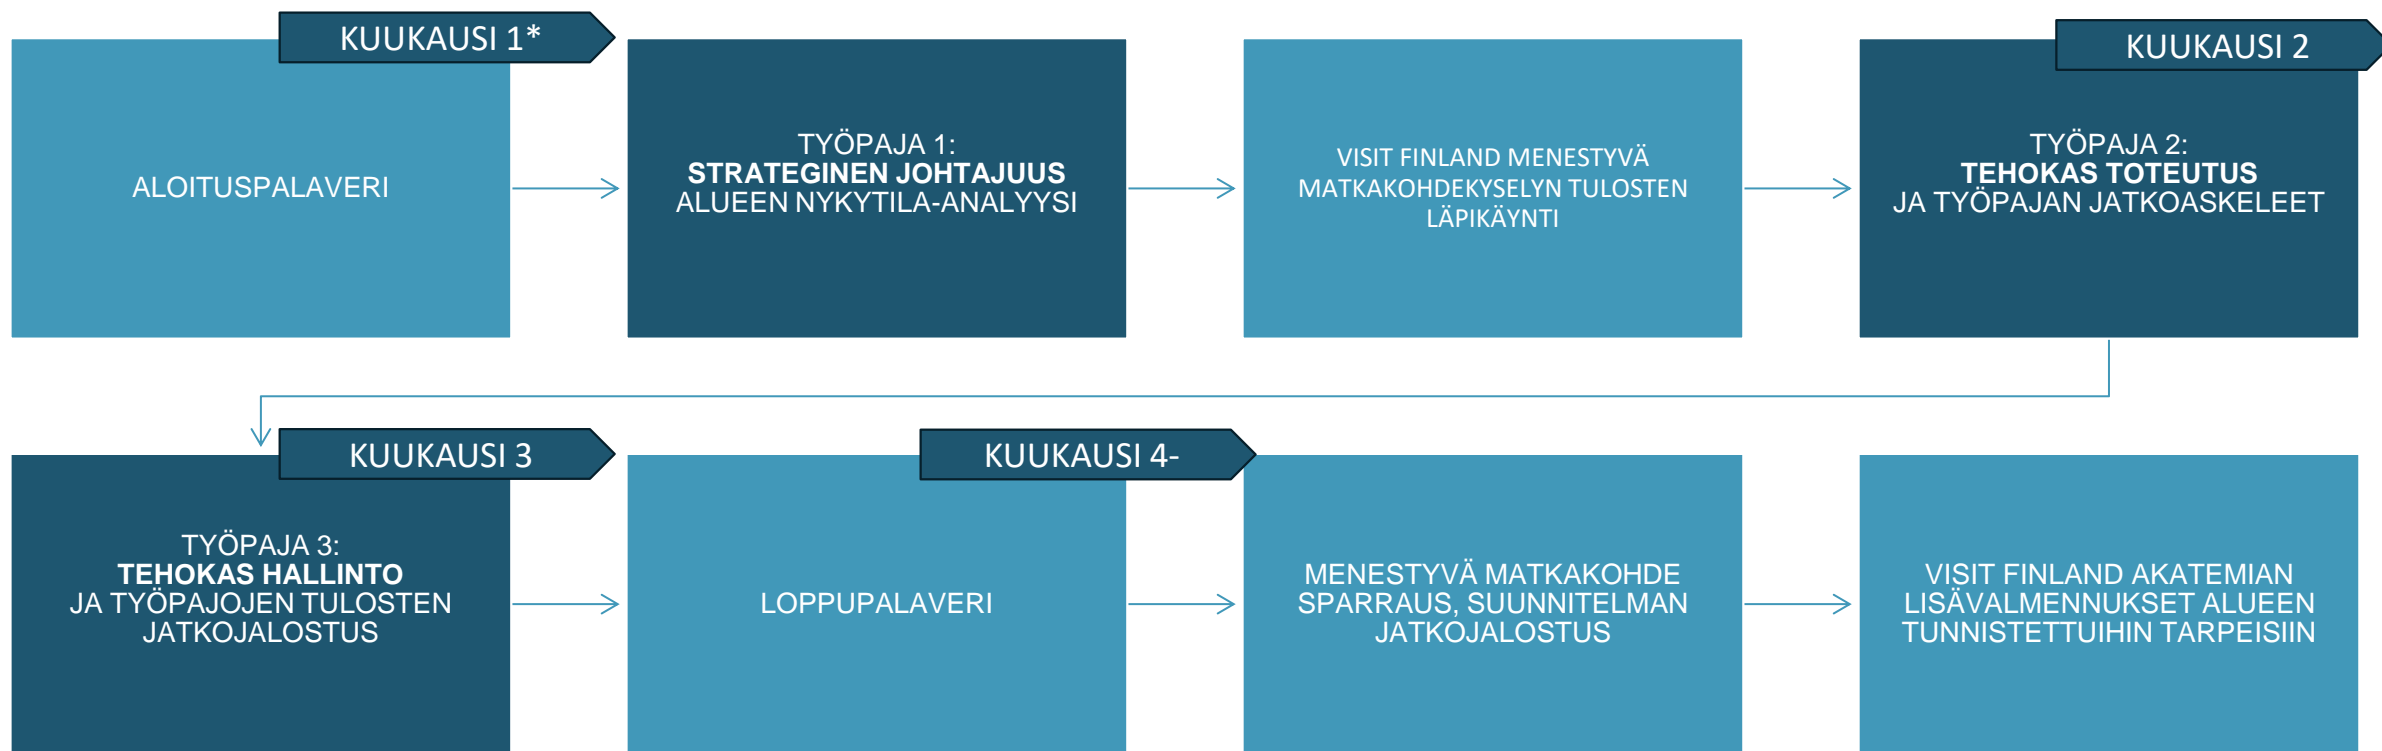 KUUKAUSI 1*
ALOITUSPALAVERI
TYÖPAJA 1:
STRATEGINEN JOHTAJUUS
ALUEEN NYKYTILA-ANALYYSI
VISIT FINLAND MENESTYVÄ
MATKAKOHDEKYSELYN TULOSTEN
LÄPIKÄYNTI
KUUKAUSI 2
TYÖPAJA 2:
TEHOKAS TOTEUTUS
JA TYÖPAJAN JATKOASKELEET
KUUKAUSI 3
TYÖPAJA 3:
TEHOKAS HALLINTO
JA TYÖPAJOJEN TULOSTEN
JATKOJALOSTUS
LOPPUPALAVERI
KUUKAUSI 4-
MENESTYVÄ MATKAKOHDE
SPARRAUS, SUUNNITELMAN
JATKOJALOSTUS
VISIT FINLAND AKATEMIAN
LISÄVALMENNUKSET ALUEEN
TUNNISTETTUIHIN TARPEISIIN